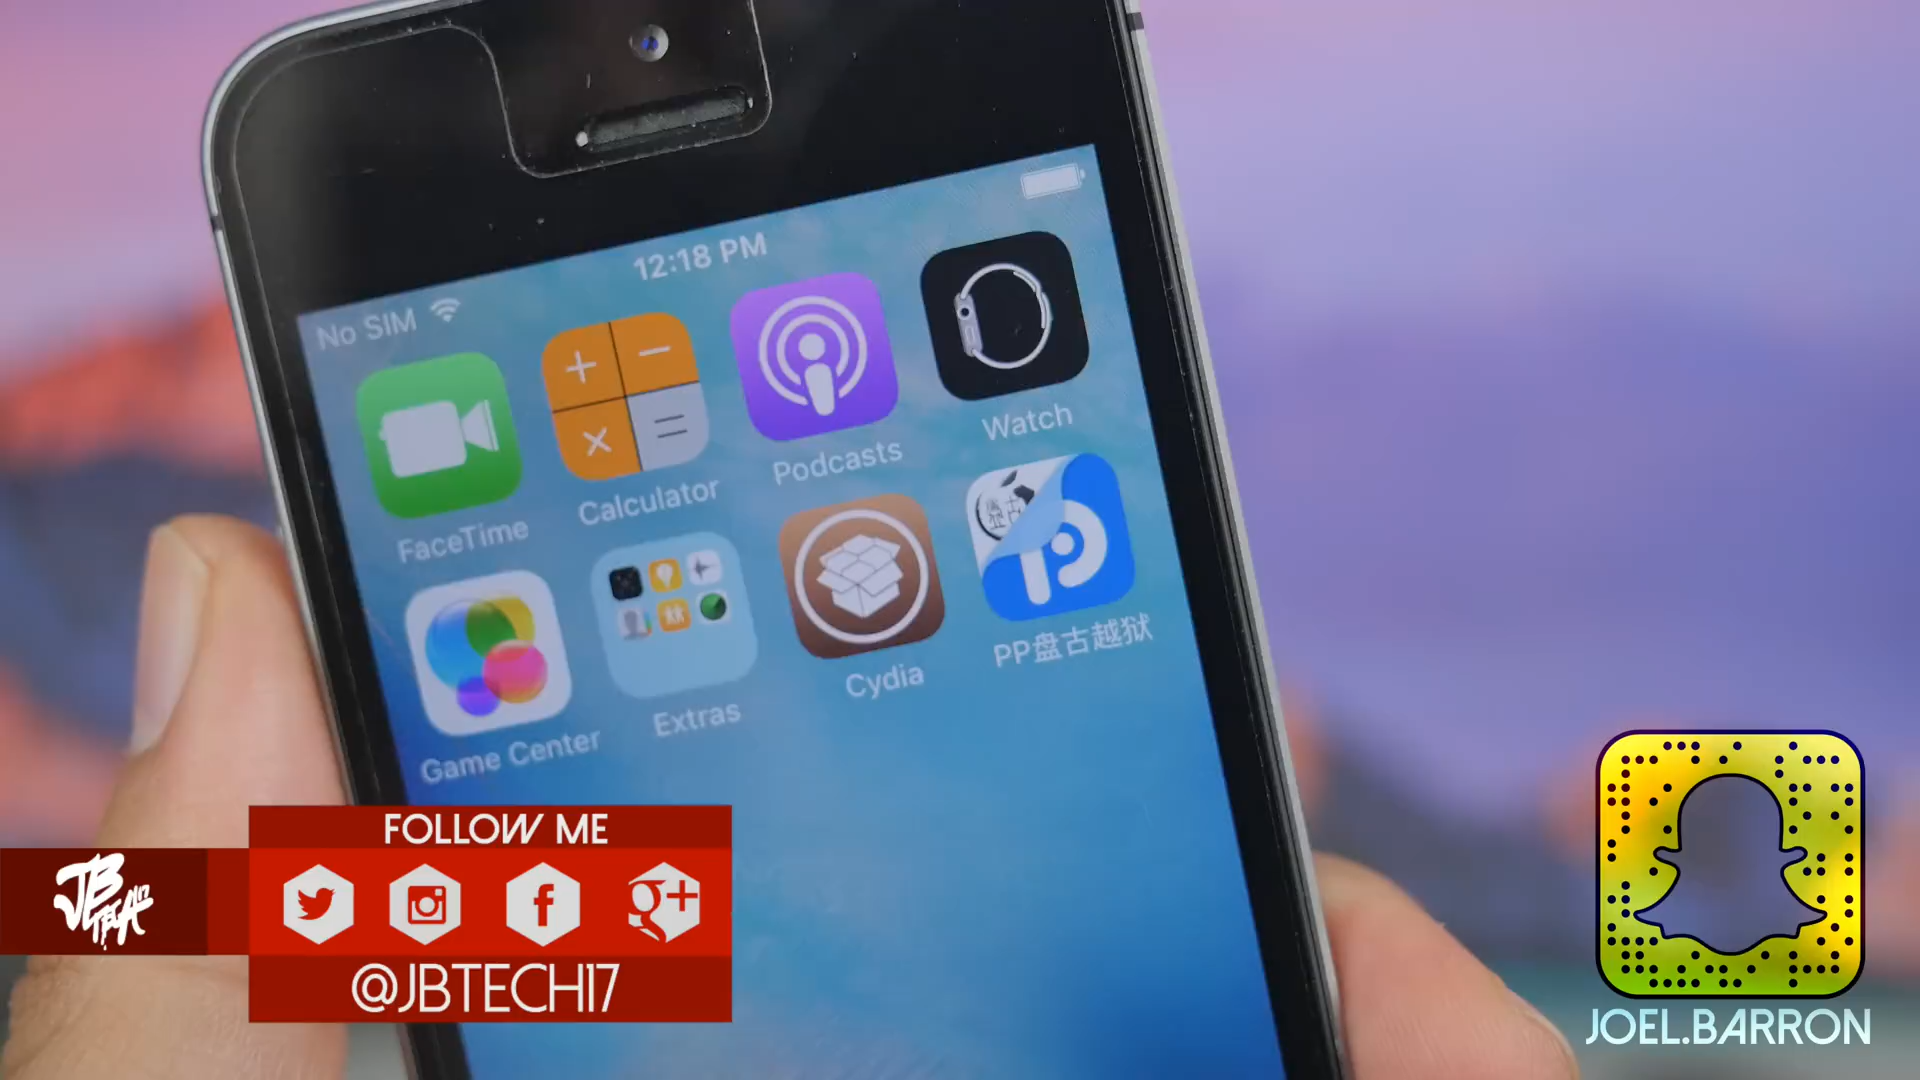 No SIM
12:18 PM
FaceTime
Calculator
Podcasts
Watch
Game Center
Extras
Cydia
PP盘古越狱
FOLLOW ME
g+
JB
@JBTECH17
JOEL.BARRON